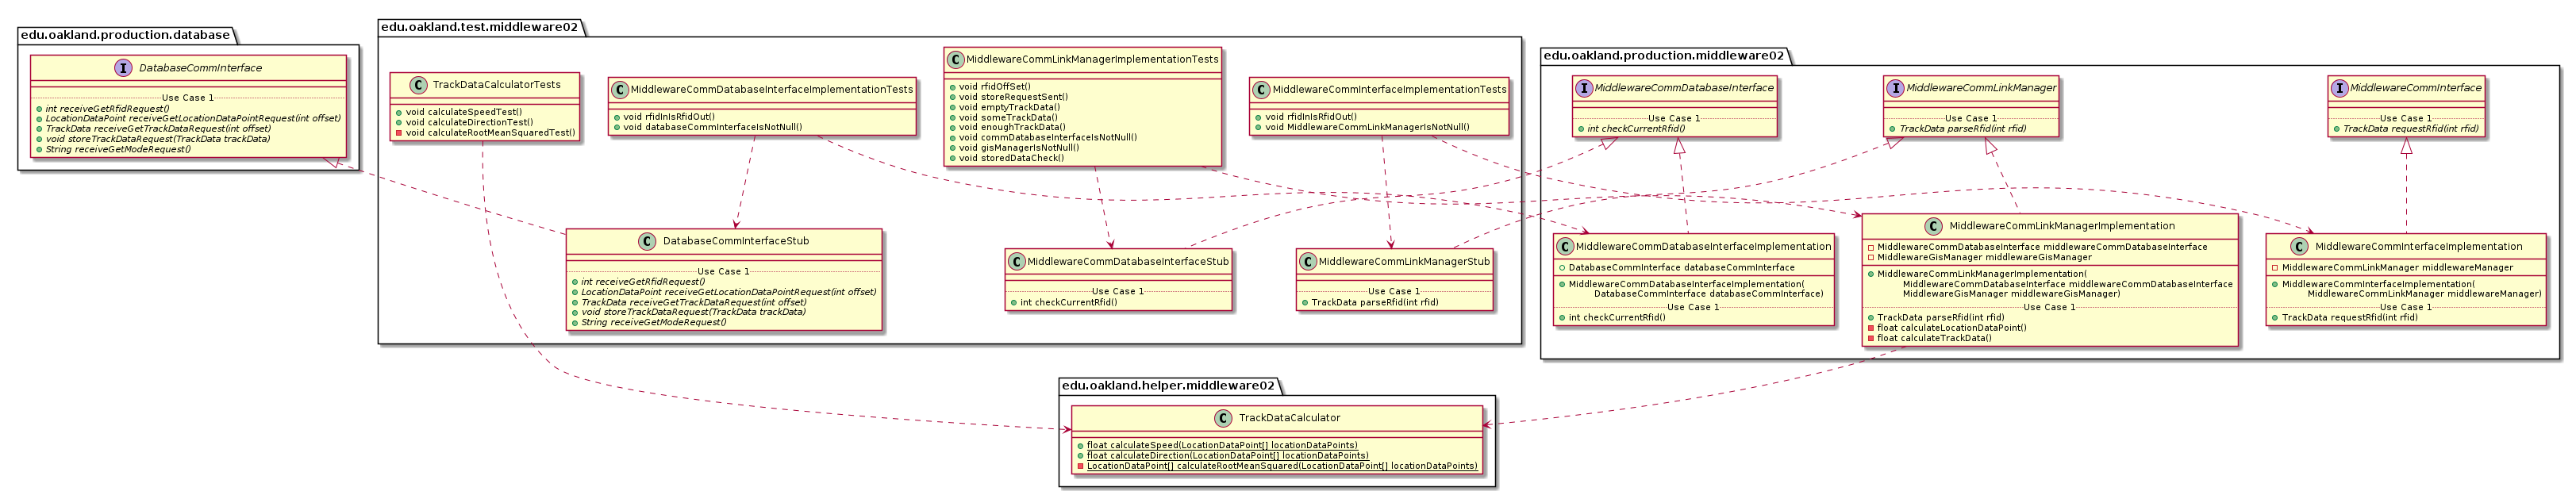 edu.oakland.production.database
I DatabaseCommInterface
Use Case 1
int receiveGetRfidRequest()
LocationDataPoint receiveGetLocationDataPointRequest(int offset)
TrackData receiveGetTrackDataRequest(int offset)
void storeTrackDataRequest(TrackData trackData)
String receiveGetModeRequest()
edu.oakland.test.middleware02
C TrackDataCalculatorTests
void calculateSpeedTest()
void calculateDirectionTest()
void calculateRootMeanSquaredTest()
C MiddlewareCommDatabaseInterfaceImplementationTests
void rfidInIsRfidOut()
void databaseCommInterfaceIsNotNull()
C MiddlewareCommLinkManagerImplementationTests
void rfidOffSet()
void storeRequestSent()
void emptyTrackData()
void someTrackData()
void enoughTrackData()
void commDatabaseInterfaceIsNotNull()
void gisManagerIsNotNull()
void storedDataCheck()
C MiddlewareCommInterfaceImplementationTests
void rfidInIsRfidOut()
void MiddlewareCommLinkManagerIsNotNull()
C DatabaseCommInterfaceStub
Use Case 1
int receiveGetRfidRequest()
LocationDataPoint receiveGetLocationDataPointRequest(int offset)
TrackData receiveGetTrackDataRequest(int offset)
void storeTrackDataRequest(TrackData trackData)
String receiveGetModeRequest()
C MiddlewareCommDatabaseInterfaceStub
Use Case 1
int checkCurrentRfid()
C MiddlewareCommLinkManagerStub
Use Case 1
TrackData parseRfid(int rfid)
edu.oakland.production.middleware02
I MiddlewareCommDatabaseInterface
Use Case 1
int checkCurrentRfid()
I MiddlewareCommLinkManager
Use Case 1
TrackData parseRfid(int rfid)
I MiddlewareCommInterface
Use Case 1
TrackData requestRfid(int rfid)
C MiddlewareCommDatabaseInterfaceImplementation
DatabaseCommInterface databaseCommInterface
MiddlewareCommDatabaseInterfaceImplementation(
DatabaseCommInterface databaseCommInterface)
Use Case 1
int checkCurrentRfid()
C MiddlewareCommLinkManagerImplementation
MiddlewareCommDatabaseInterface middlewareCommDatabaseInterface
MiddlewareGisManager middlewareGisManager
MiddlewareCommLinkManagerImplementation(
MiddlewareCommDatabaseInterface middlewareCommDatabaseInterface
MiddlewareGisManager middlewareGisManager)
Use Case 1
TrackData parseRfid(int rfid)
float calculateLocationDataPoint()
float calculateTrackData()
C MiddlewareCommInterfaceImplementation
MiddlewareCommLinkManager middlewareManager
MiddlewareCommInterfaceImplementation(
MiddlewareCommLinkManager middlewareManager)
Use Case 1
TrackData requestRfid(int rfid)
edu.oakland.helper.middleware02
C TrackDataCalculator
float calculateSpeed(LocationDataPoint[] locationDataPoints)
float calculateDirection(LocationDataPoint[] locationDataPoints)
LocationDataPoint[] calculateRootMeanSquared(LocationDataPoint[] locationDataPoints)